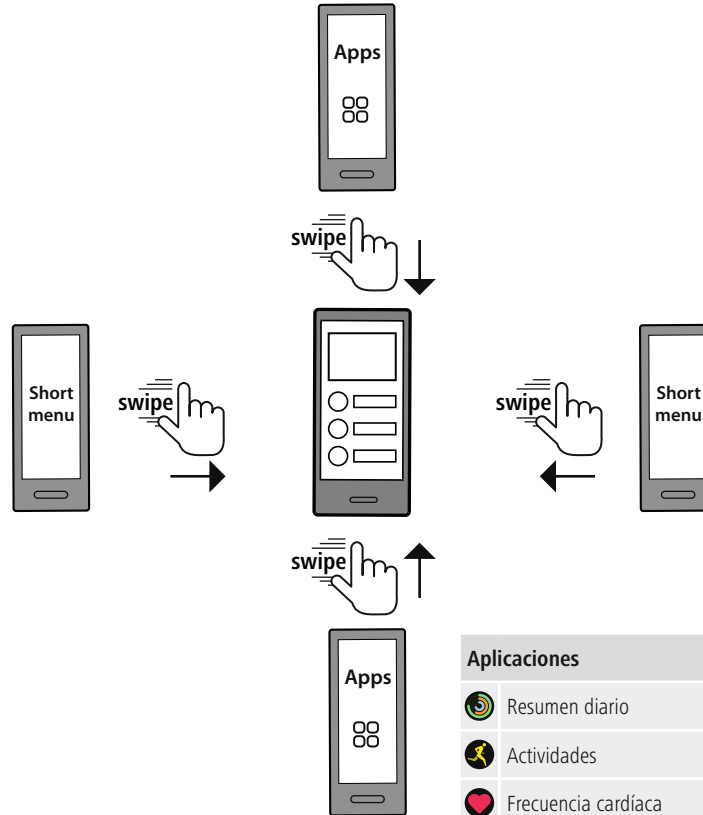 Apps
swipe
Short
menu
swipe
swipe
Short
menu
swipe
Apps
Aplicaciones
Resumen diario
Actividades
Frecuencia cardíaca